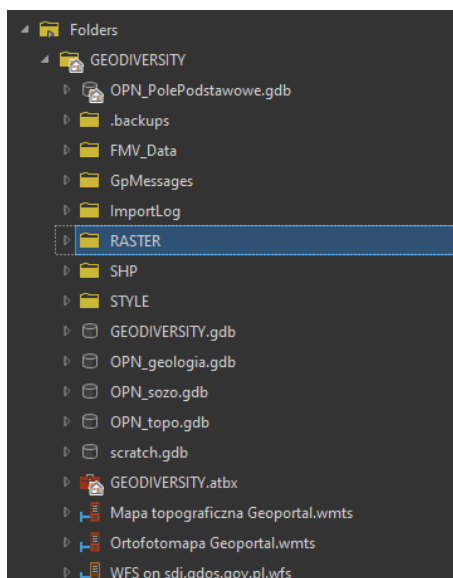 Folders
GEODIVERSITY
OPN_PolePodstawowe.gdb
.backups
FMV_Data
GpMessages
ImportLog
RASTER
SHP
STYLE
GEODIVERSITY.gdb
OPN_geologia.gdb
OPN_sozo.gdb
OPN_topo.gdb
scratch.gdb
GEODIVERSITY.atbx
Mapa topograficzna Geoportal.wmts
Ortofotomapa Geoportal.wmts
WFS on sdi.gdos.gov.pl.wfs